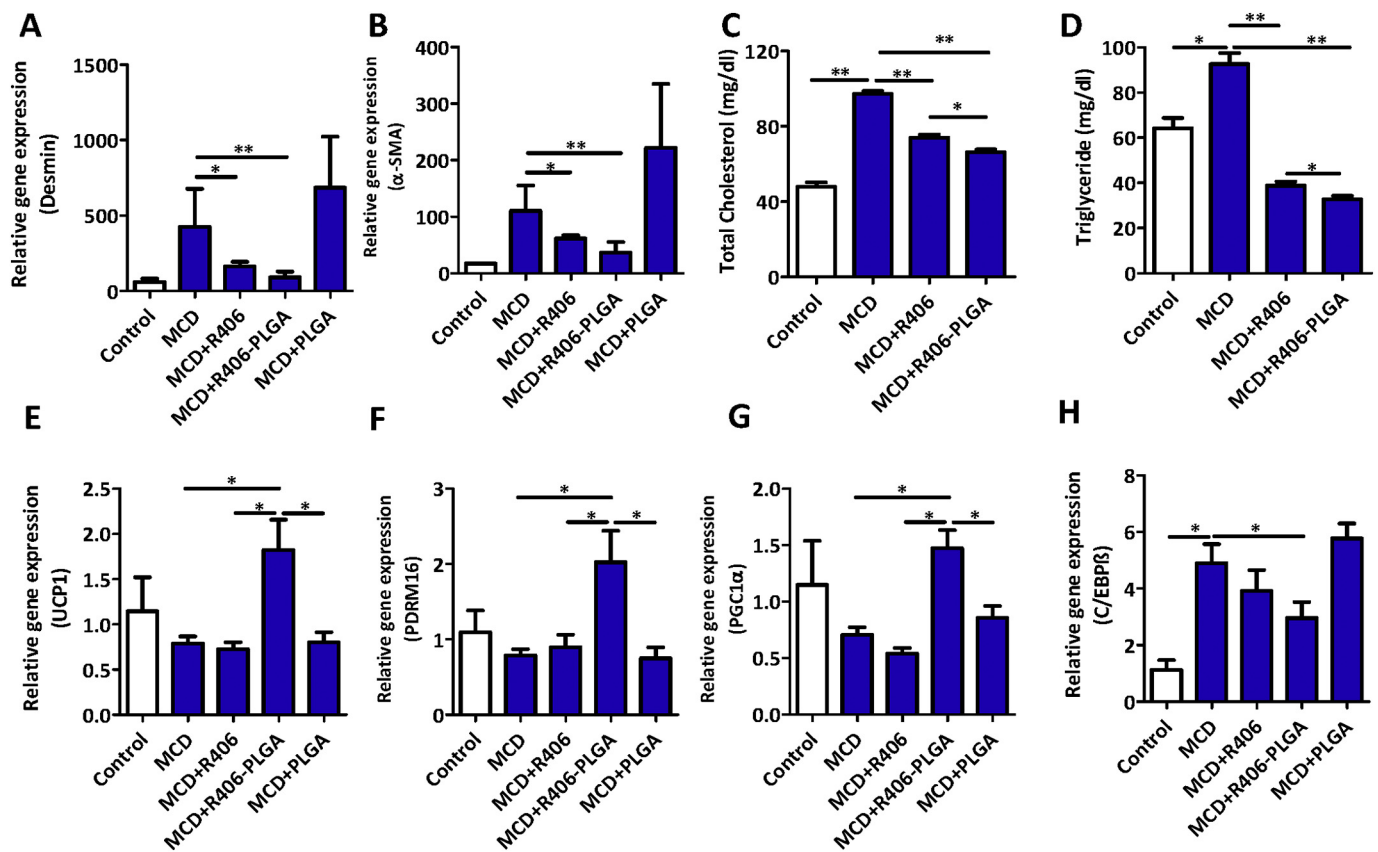 A
Relative gene expression
(Desmin)
1500
1000
500
0
**
*
Control
MCD
MCD+R406
MCD+R406-PLGA
MCD+PLGA
B
Relative gene expression
(α-SMA)
400
300
200
100
0
**
*
Control
MCD
MCD+R406
MCD+R406-PLGA
MCD+PLGA
C
Total Cholesterol (mg/dl)
120
80
40
0
**
** **
*
Control
MCD
MCD+R406
MCD+R406-PLGA
D
Triglyceride (mg/dl)
100
80
60
40
20
0
**
* **
*
Control
MCD
MCD+R406
MCD+R406-PLGA
E
Relative gene expression
(UCP1)
2.5
2.0
1.5
1.0
0.5
0.0
*
* *
Control
MCD
MCD+R406
MCD+R406-PLGA
MCD+PLGA
F
Relative gene expression
(PDRM16)
3
2
1
0
*
* *
Control
MCD
MCD+R406
MCD+R406-PLGA
MCD+PLGA
G
Relative gene expression
(PGC1α)
2.0
1.5
1.0
0.5
0.0
*
* *
Control
MCD
MCD+R406
MCD+R406-PLGA
MCD+PLGA
H
Relative gene expression
(C/EBPß)
8
6
4
2
0
* *
Control
MCD
MCD+R406
MCD+R406-PLGA
MCD+PLGA